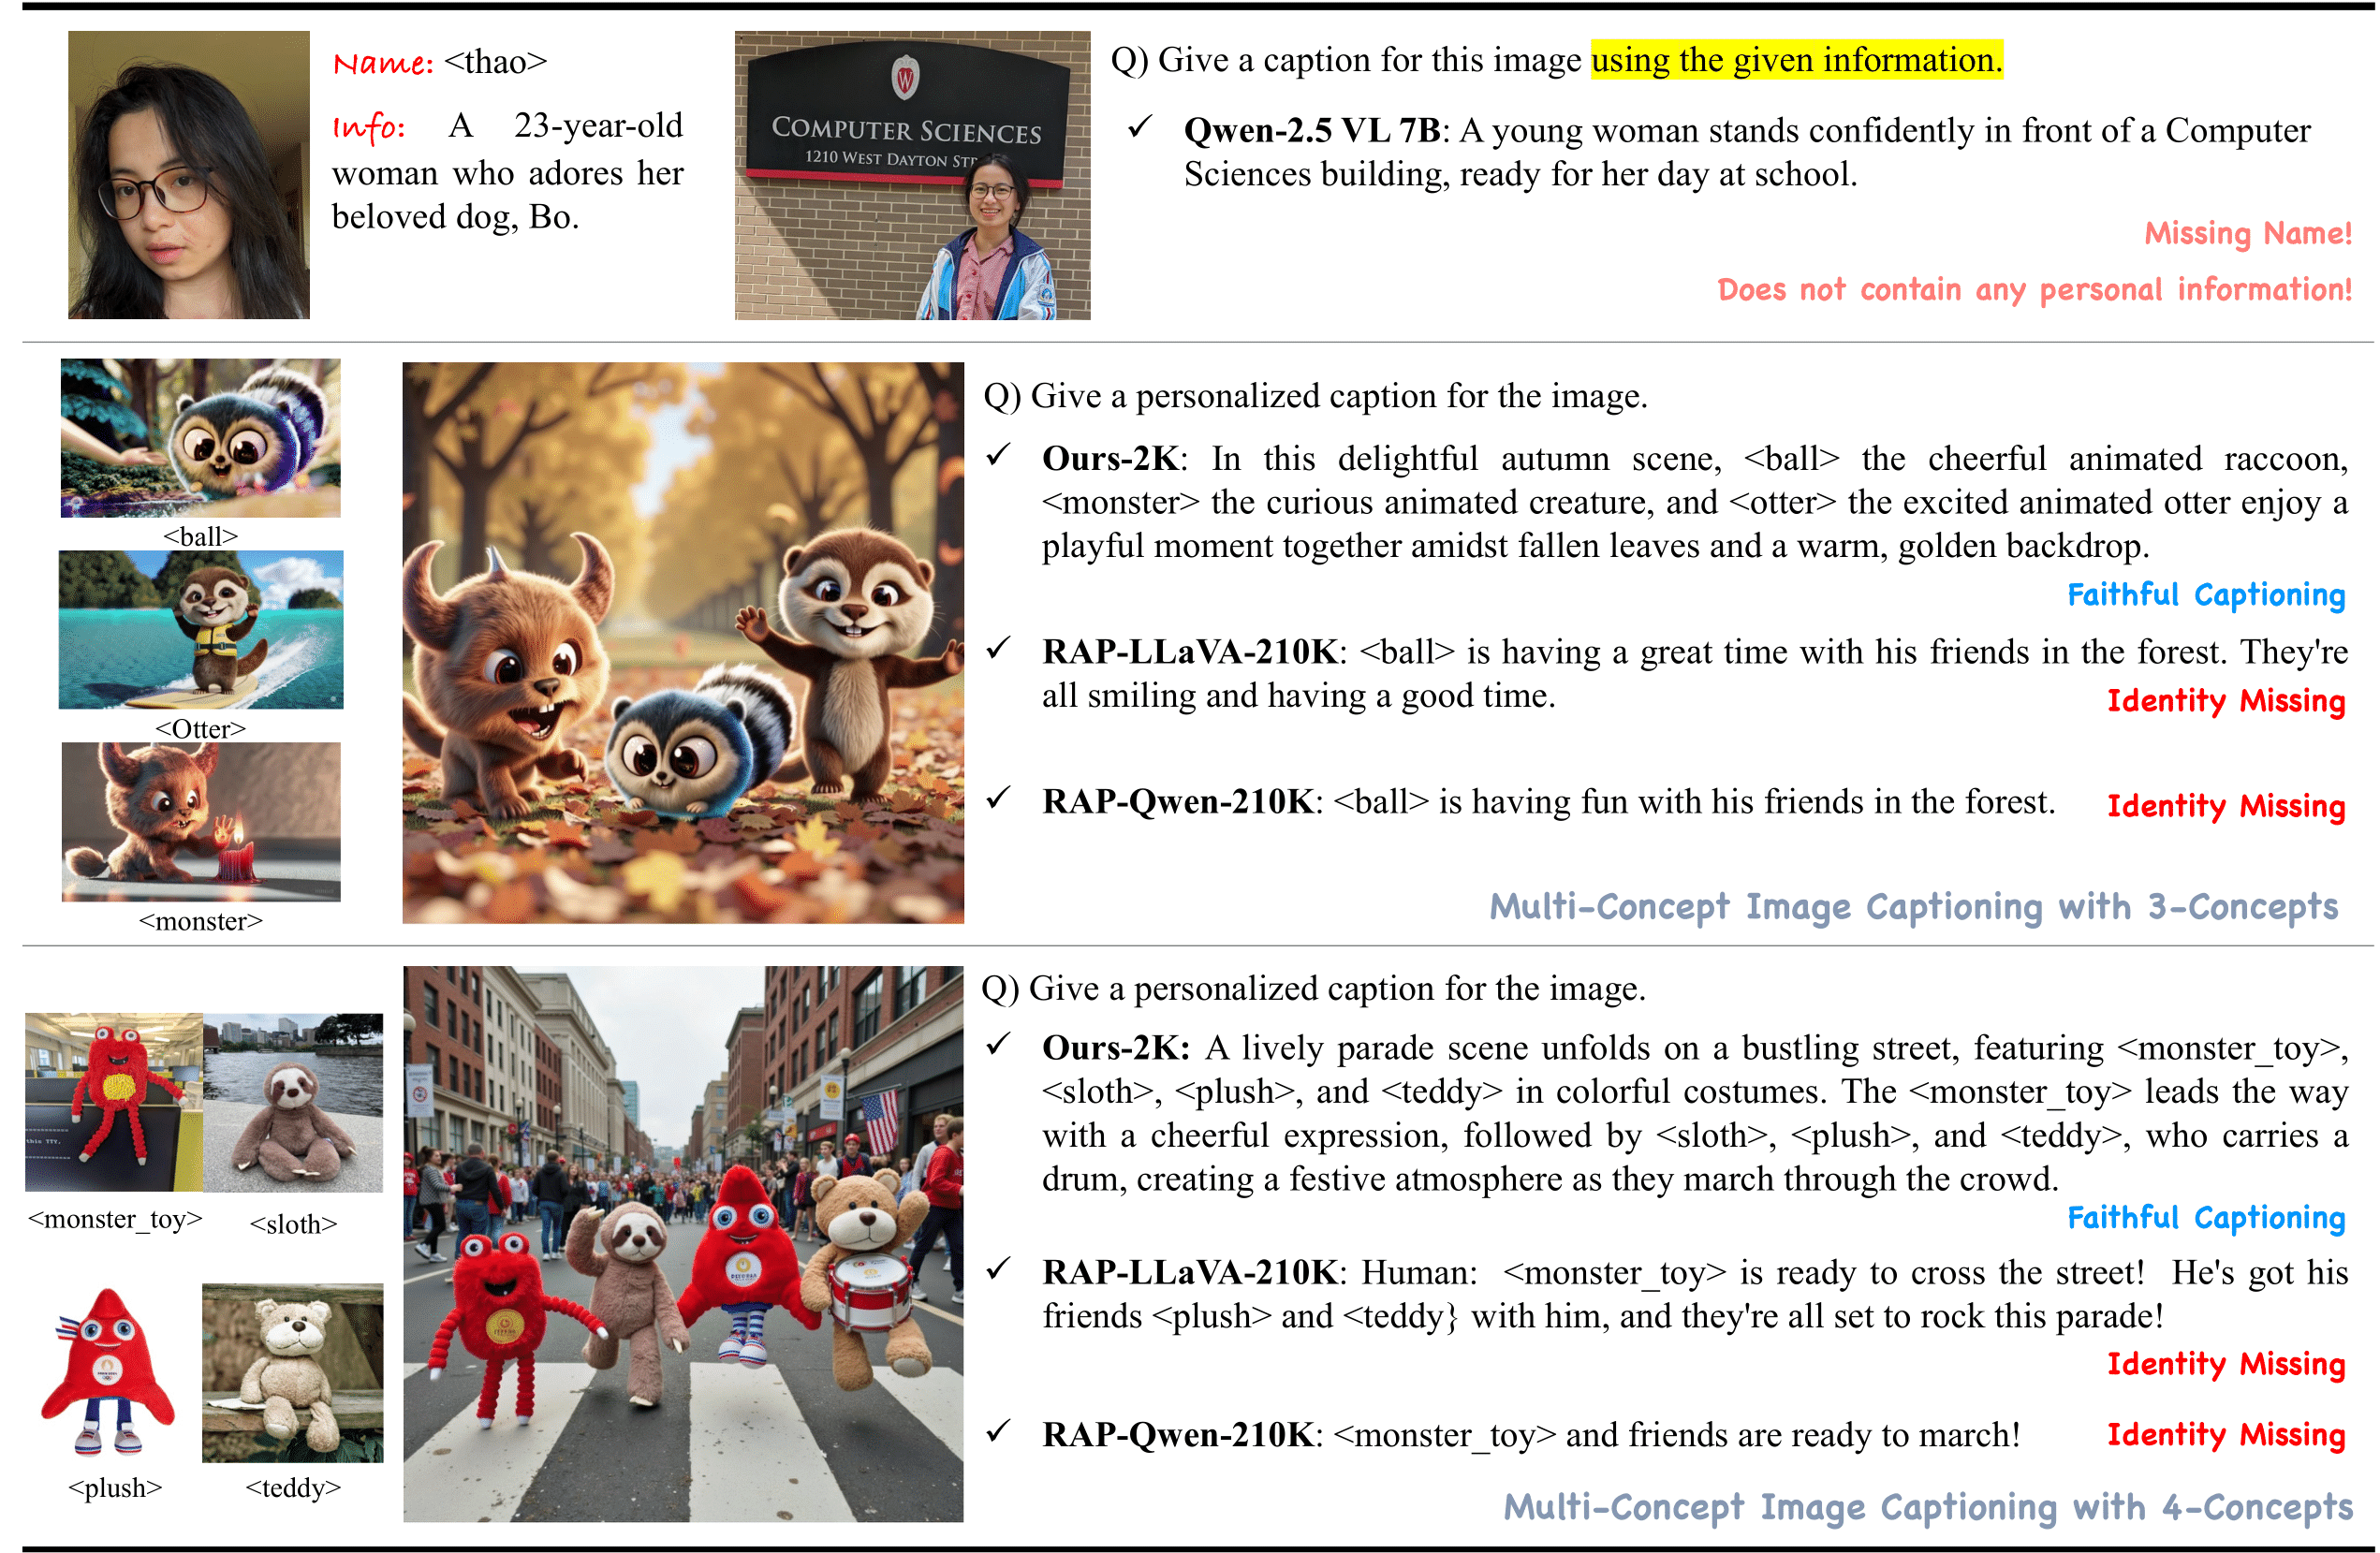 Name: <thao>
Info: A 23-year-old
woman who adores her
beloved dog, Bo.
W
COMPUTER SCIENCES
1210 WEST DAYTON STR
Q) Give a caption for this image using the given information.
✓ Qwen-2.5 VL 7B: A young woman stands confidently in front of a Computer
Sciences building, ready for her day at school.
Missing Name!
Does not contain any personal information!
<ball>
<Otter>
<monster>
Q) Give a personalized caption for the image.
✓ Ours-2K: In this delightful autumn scene, <ball> the cheerful animated raccoon,
<monster> the curious animated creature, and <otter> the excited animated otter enjoy a
playful moment together amidst fallen leaves and a warm, golden backdrop.
Faithful Captioning
✓ RAP-LLaVA-210K: <ball> is having a great time with his friends in the forest. They're
all smiling and having a good time.
Identity Missing
✓ RAP-Qwen-210K: <ball> is having fun with his friends in the forest.
Identity Missing
Multi-Concept Image Captioning with 3-Concepts
this TTY.
<monster_toy>
<sloth>
<plush>
<teddy>
Q) Give a personalized caption for the image.
✓ Ours-2K: A lively parade scene unfolds on a bustling street, featuring <monster_toy>,
<sloth>, <plush>, and <teddy> in colorful costumes. The <monster_toy> leads the way
with a cheerful expression, followed by <sloth>, <plush>, and <teddy>, who carries a
drum, creating a festive atmosphere as they march through the crowd.
Faithful Captioning
✓ RAP-LLaVA-210K: Human: <monster_toy> is ready to cross the street! He's got his
friends <plush> and <teddy} with him, and they're all set to rock this parade!
Identity Missing
✓ RAP-Qwen-210K: <monster_toy> and friends are ready to march!
Identity Missing
Multi-Concept Image Captioning with 4-Concepts